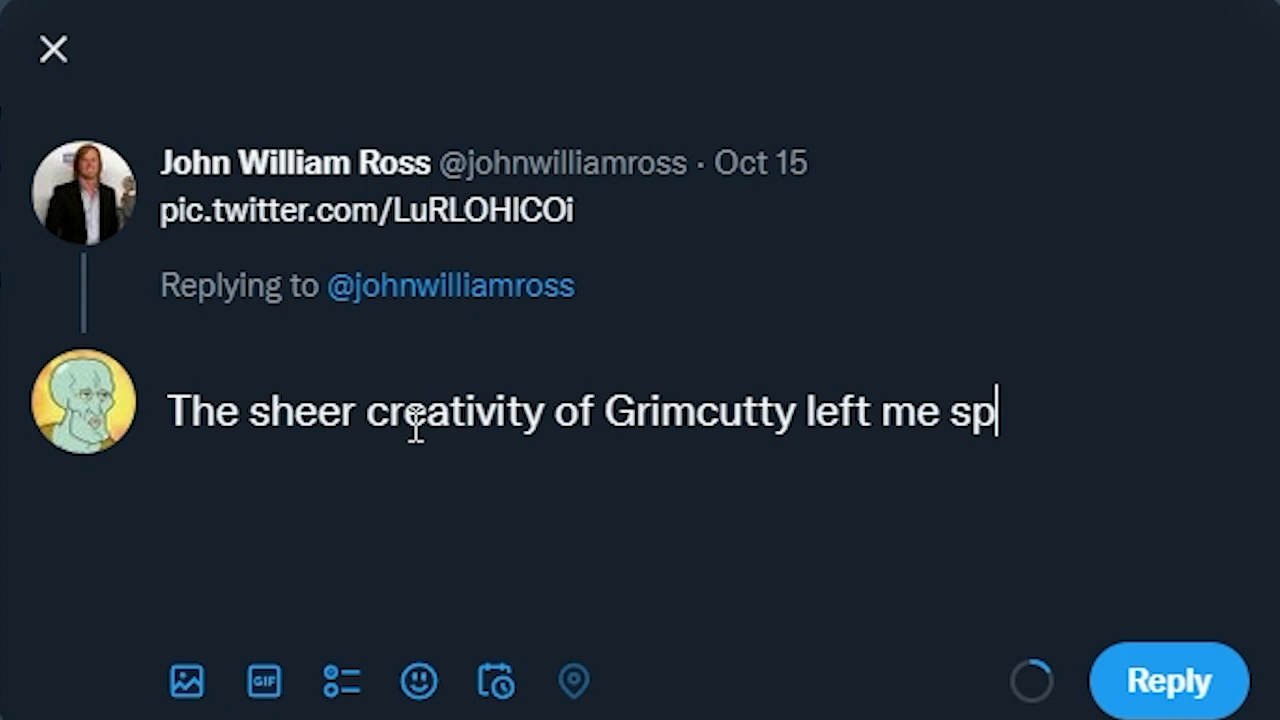 John William Ross @johnwilliamross · Oct 15
pic.twitter.com/LuRLOHlCOi
Replying to @johnwilliamross
The sheer creativity of Grimcutty left me sp
GIF
Reply